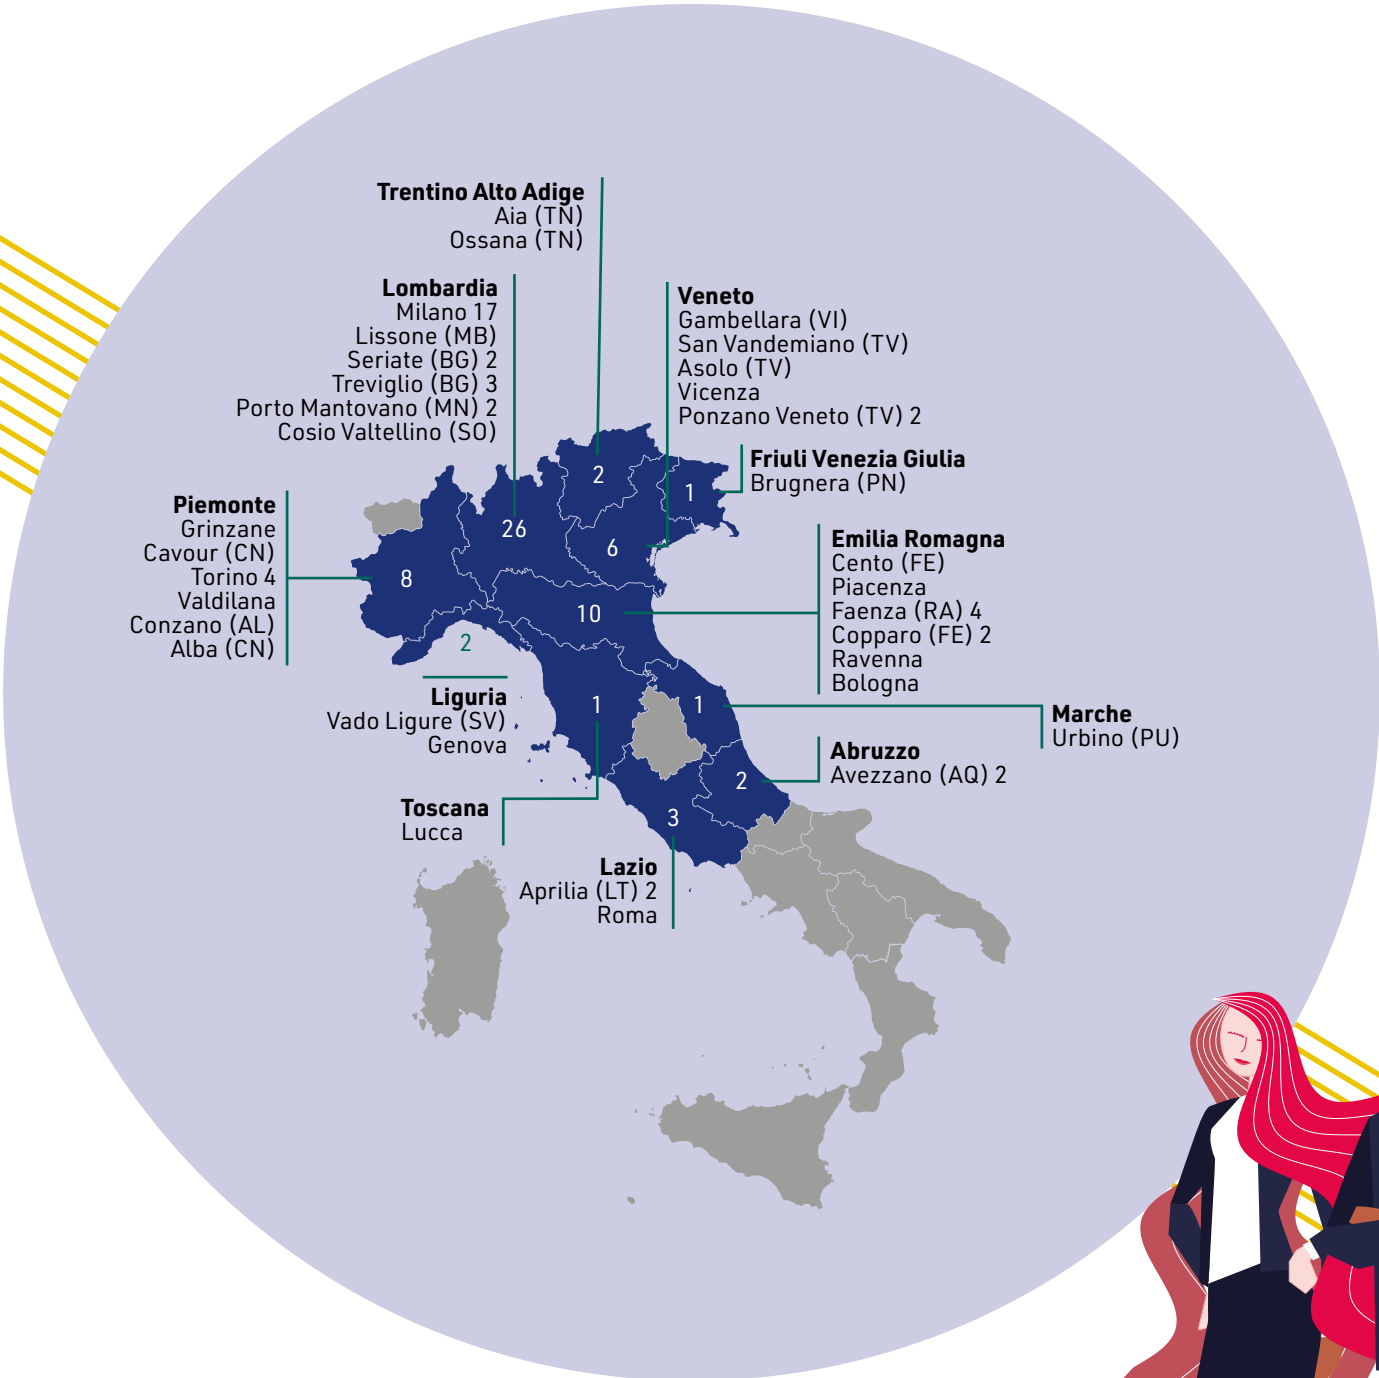 Trentino Alto Adige
Aia (TN)
Ossana (TN)
Lombardia
Milano 17
Lissone (MB)
Seriate (BG) 2
Treviglio (BG) 3
Porto Mantovano (MN) 2
Cosio Valtellino (SO)
Veneto
Gambellara (VI)
San Vandemiano (TV)
Asolo (TV)
Vicenza
Ponzano Veneto (TV) 2
Friuli Venezia Giulia
Brugnera (PN)
Piemonte
Grinzane
Cavour (CN)
Torino 4
Valdilana
Conzano (AL)
Alba (CN)
Emilia Romagna
Cento (FE)
Piacenza
Faenza (RA) 4
Copparo (FE) 2
Ravenna
Bologna
2
1
26
6
8
10
2
1
1
2
3
Liguria
Vado Ligure (SV)
Genova
Marche
Urbino (PU)
Abruzzo
Avezzano (AQ) 2
Toscana
Lucca
Lazio
Aprilia (LT) 2
Roma